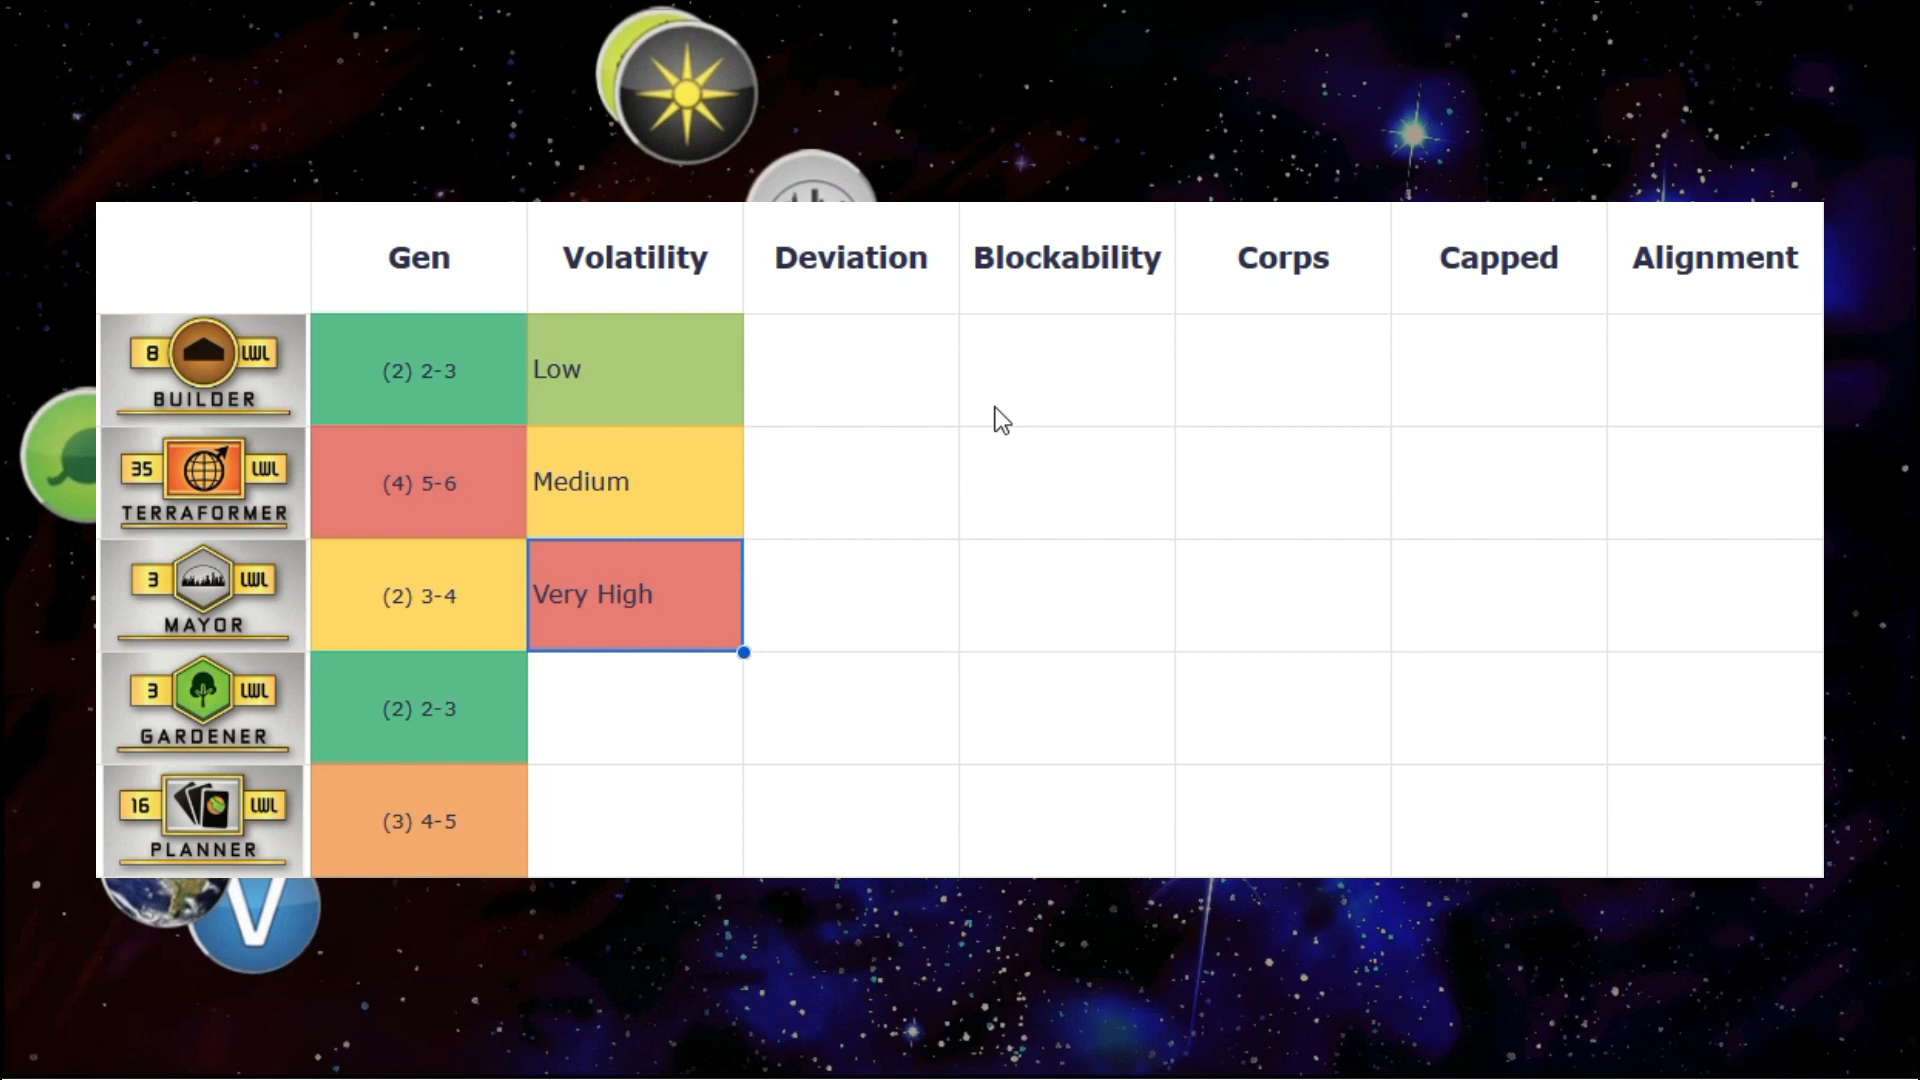 Gen Volatility Deviation Blockability Corps Capped Alignment
8 LWL
BUILDER
(2) 2-3 Low
35 LWL
TERRAFORMER
(4) 5-6 Medium
3 LWL
MAYOR
(2) 3-4 Very High
3 LWL
GARDENER
(2) 2-3
16 LWL
PLANNER
(3) 4-5
V